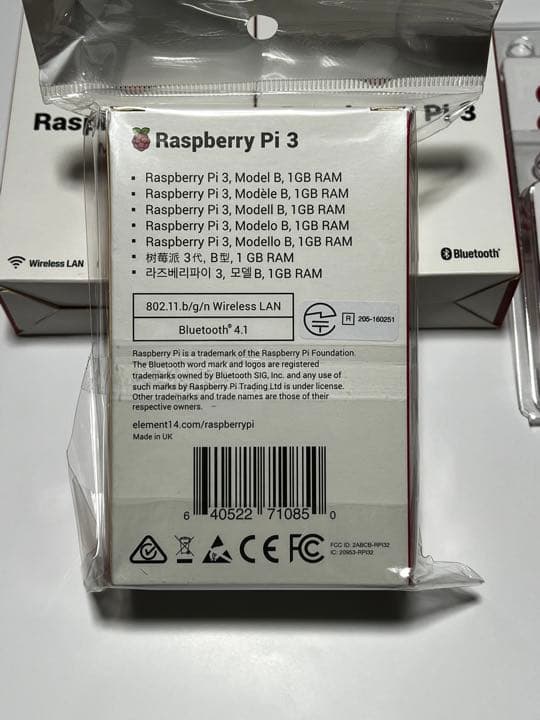 Rasp
Pi 3
Wireless LAN
Bluetooth®
Raspberry Pi 3
Raspberry Pi 3, Model B, 1GB RAM
Raspberry Pi 3, Modèle B, 1GB RAM
Raspberry Pi 3, Modell B, 1GB RAM
Raspberry Pi 3, Modelo B, 1GB RAM
Raspberry Pi 3, Modello B, 1GB RAM
树莓派 3代, B型, 1 GB RAM
라즈베리파이 3, 모델 B, 1GB RAM
802.11.b/g/n Wireless LAN
Bluetooth® 4.1
R 205-160251
Raspberry Pi is a trademark of the Raspberry Pi Foundation.
The Bluetooth word mark and logos are registered
trademarks owned by Bluetooth SIG, Inc. and any use of
such marks by Raspberry Pi Trading Ltd is under license.
Other trademarks and trade names are those of their
respective owners.
element14.com/raspberrypi
Made in UK
6 40522 71085 0
CE FC
FCC ID: 2ABCB-RPI32
IC: 20953-RPI32